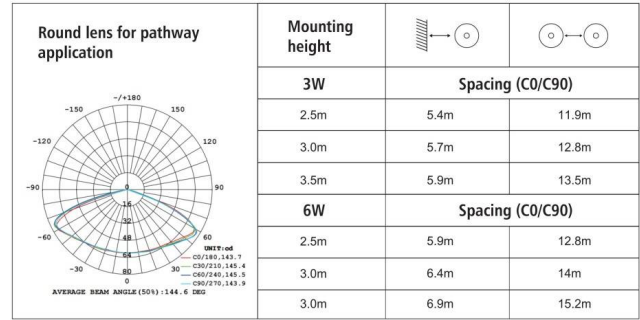 Round lens for pathway
application
-/+180
-150
150
-120
120
-90
90
-60
60
-30
30
0
0
16
32
48
64
80
UNIT:cd
C0/180,143.7
C30/210,145.4
C60/240,145.5
C90/270,143.9
AVERAGE BEAM ANGLE(50%):144.6 DEG
Mounting
height
3W Spacing (C0/C90)
2.5m 5.4m 11.9m
3.0m 5.7m 12.8m
3.5m 5.9m 13.5m
6W Spacing (C0/C90)
2.5m 5.9m 12.8m
3.0m 6.4m 14m
3.0m 6.9m 15.2m